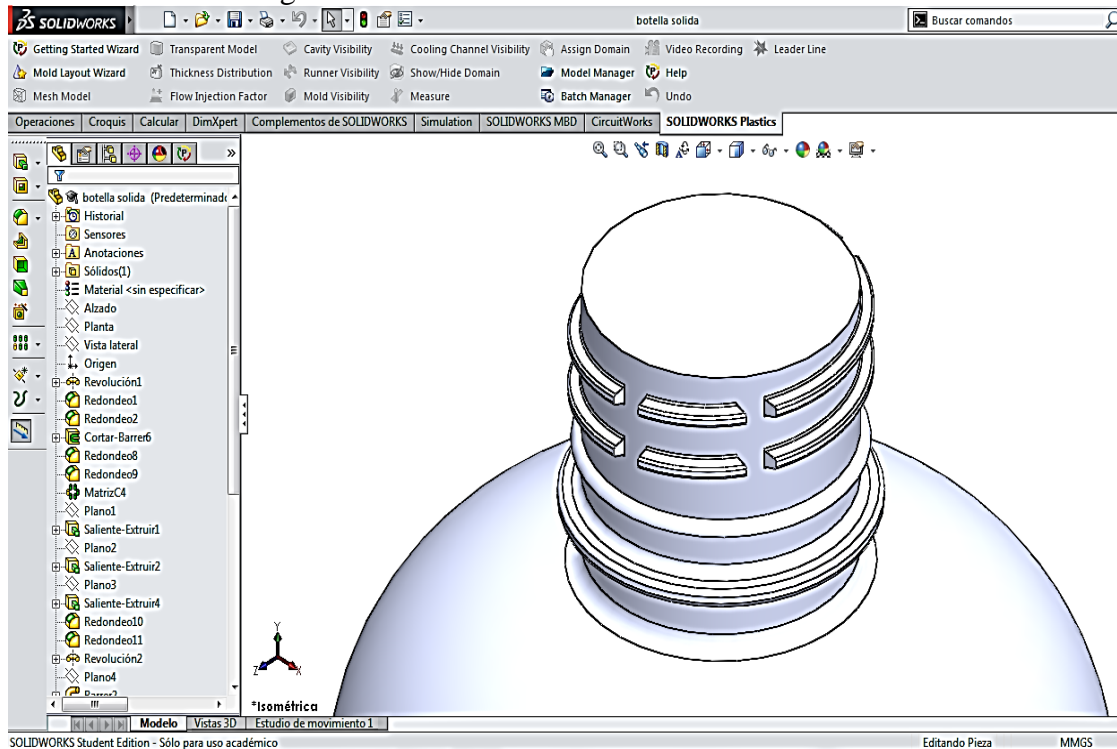 SOLIDWORKS
botella solida
Buscar comandos
Getting Started Wizard
Transparent Model
Cavity Visibility
Cooling Channel Visibility
Assign Domain
Video Recording
Leader Line
Mold Layout Wizard
Thickness Distribution
Runner Visibility
Show/Hide Domain
Model Manager
Help
Mesh Model
Flow Injection Factor
Mold Visibility
Measure
Batch Manager
Undo
Operaciones
Croquis
Calcular
DimXpert
Complementos de SOLIDWORKS
Simulation
SOLIDWORKS MBD
CircuitWorks
SOLIDWORKS Plastics
botella solida (Predeterminado
Historial
Sensores
Anotaciones
Sólidos(1)
Material <sin especificar>
Alzado
Planta
Vista lateral
Origen
Revolución1
Redondeo1
Redondeo2
Cortar-Barrer6
Redondeo8
Redondeo9
MatrizC4
Plano1
Saliente-Extruir1
Plano2
Saliente-Extruir2
Plano3
Saliente-Extruir4
Redondeo10
Redondeo11
Revolución2
Plano4
Y
Z
X
*Isométrica
Modelo
Vistas 3D
Estudio de movimiento 1
SOLIDWORKS Student Edition - Sólo para uso académico
Editando Pieza
MMGS